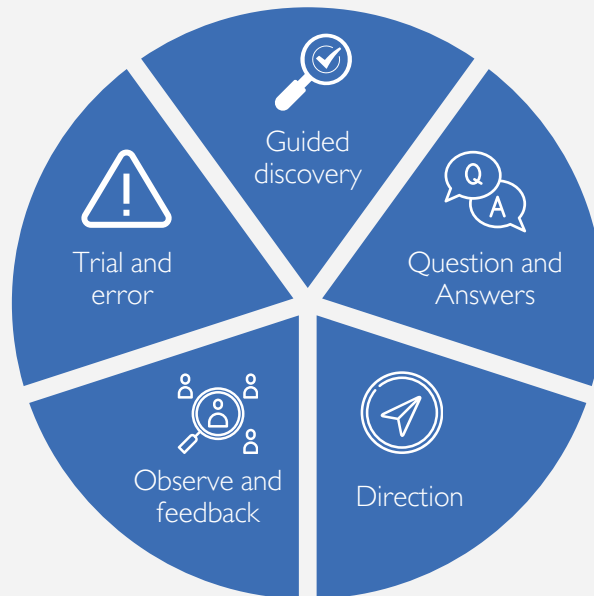 Guided
discovery
Q
A
Question and
Answers
Trial and
error
Observe and
feedback
Direction